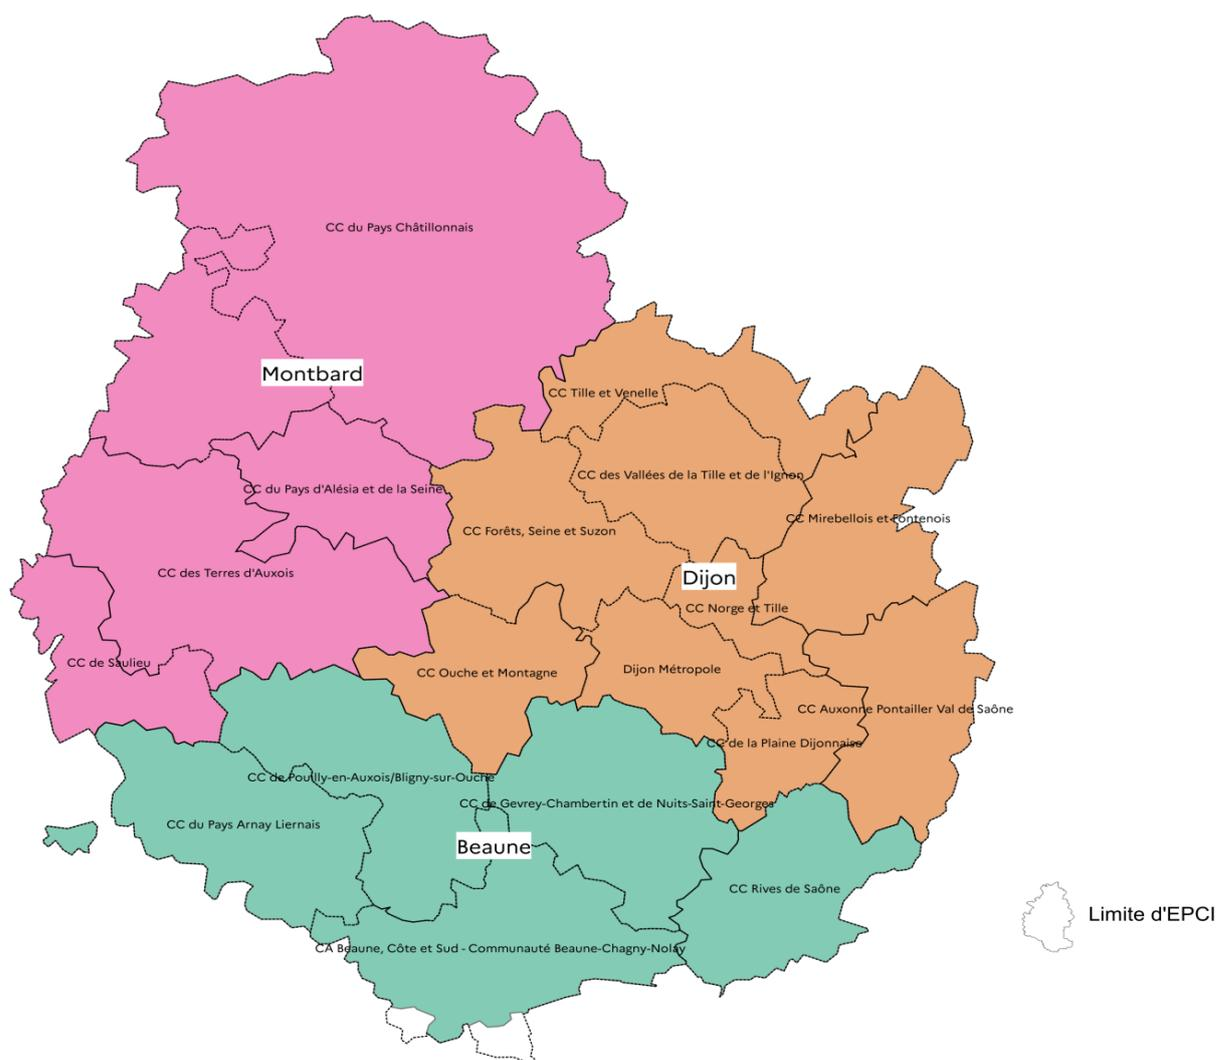 CC du Pays Châtillonnais
Montbard
CC Tille et Venelle
CC des Vallées de la Tille et de l'Ignon
CC du Pays d'Alésia et de la Seine
CC Mirebellois et Fontenois
CC Forêts, Seine et Suzon
CC des Terres d'Auxois
Dijon
CC Norge et Tille
CC de Saulieu
CC Ouche et Montagne
Dijon Métropole
CC Auxonne Pontailler Val de Saône
CC de la Plaine Dijonnaise
CC de Pouilly-en-Auxois/Bligny-sur-Ouche
CC de Gevrey-Chambertin et de Nuits-Saint-Georges
CC du Pays Arnay Liernais
Beaune
CC Rives de Saône
Limite d'EPCI
CA Beaune, Côte et Sud - Communauté Beaune-Chagny-Nolay